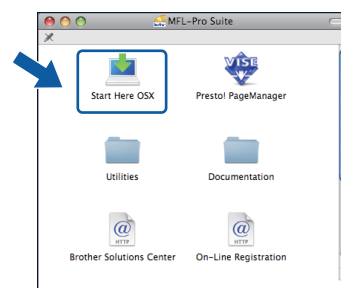 MFL-Pro Suite
VISE
Start Here OSX
Presto! PageManager
Utilities
Documentation
@
HTTP
@
HTTP
Brother Solutions Center
On-Line Registration